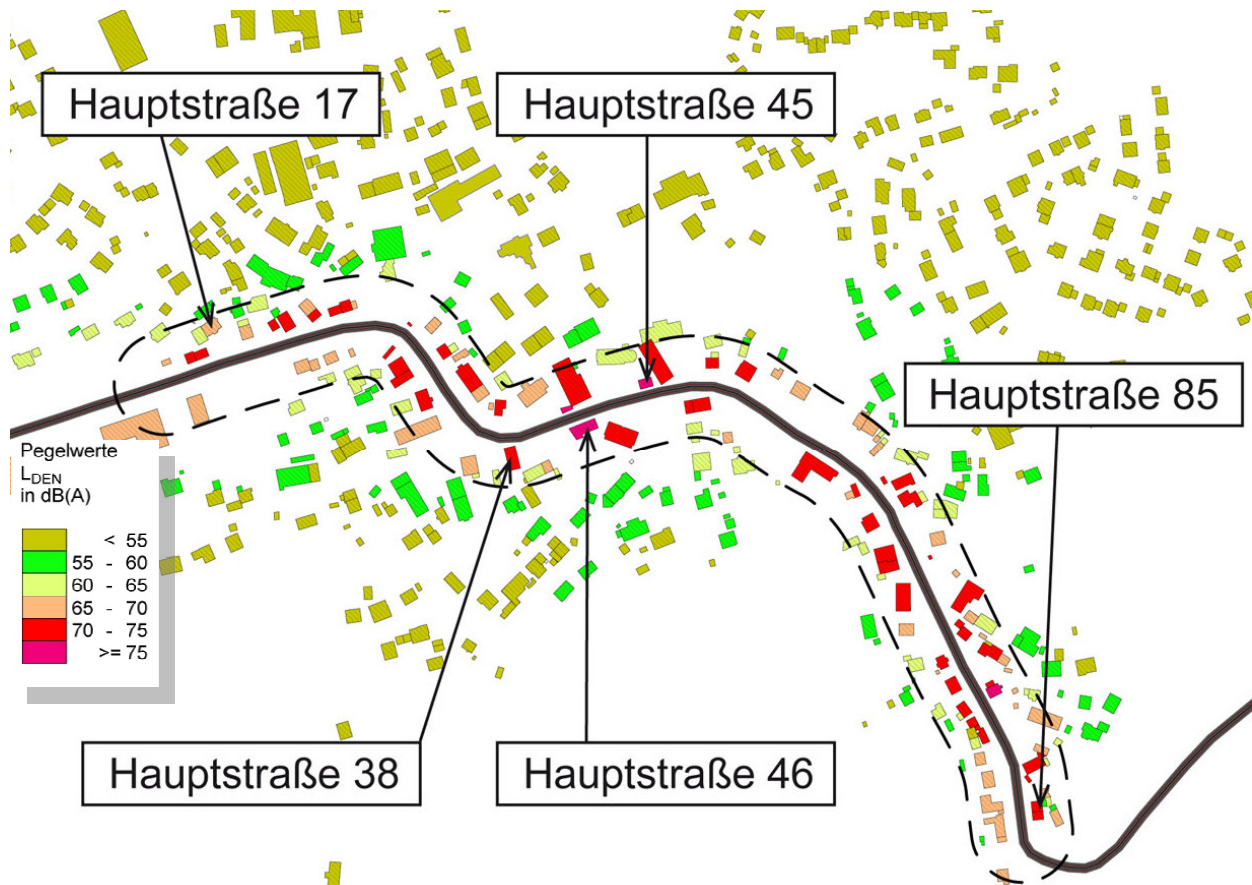 Hauptstraße 17
Hauptstraße 45
Hauptstraße 85
Pegelwerte
L_DEN
in dB(A)
< 55
55 - 60
60 - 65
65 - 70
70 - 75
>= 75
Hauptstraße 38
Hauptstraße 46